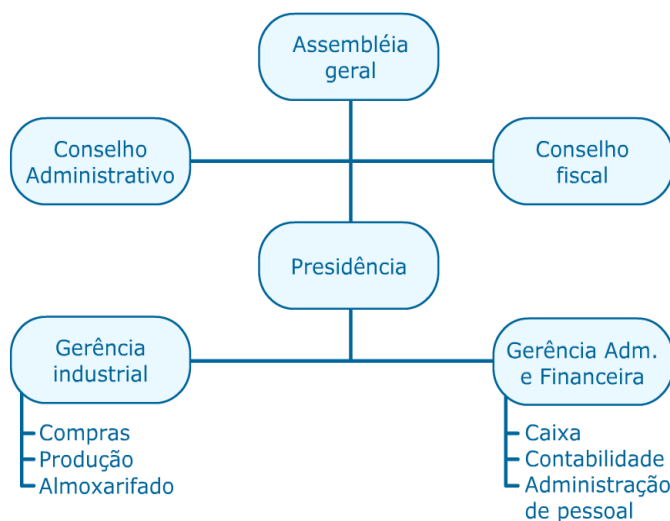 Assembléia
geral
Conselho
Administrativo
Conselho
fiscal
Presidência
Gerência
industrial
Gerência Adm.
e Financeira
Compras
Produção
Almoxarifado
Caixa
Contabilidade
Administração
de pessoal